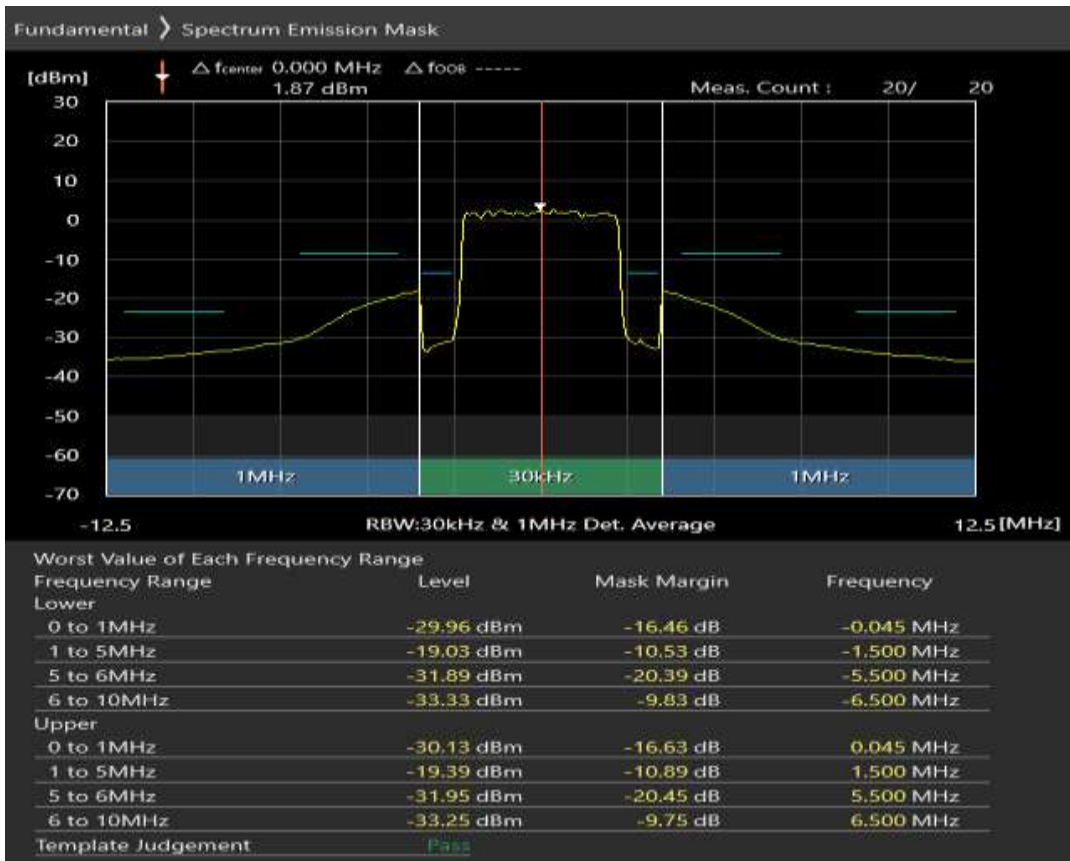 Fundamental 〉 Spectrum Emission Mask
[dBm] △ fcenter 0.000 MHz △ fOOB -----
1.87 dBm Meas. Count : 20/ 20
30
20
10
0
-10
-20
-30
-40
-50
-60
1MHz 30kHz 1MHz
-70
-12.5 RBW:30kHz & 1MHz Det. Average 12.5 [MHz]
Worst Value of Each Frequency Range
Frequency Range Level Mask Margin Frequency
Lower
0 to 1MHz -29.96 dBm -16.46 dB -0.045 MHz
1 to 5MHz -19.03 dBm -10.53 dB -1.500 MHz
5 to 6MHz -31.89 dBm -20.39 dB -5.500 MHz
6 to 10MHz -33.33 dBm -9.83 dB -6.500 MHz
Upper
0 to 1MHz -30.13 dBm -16.63 dB 0.045 MHz
1 to 5MHz -19.39 dBm -10.89 dB 1.500 MHz
5 to 6MHz -31.95 dBm -20.45 dB 5.500 MHz
6 to 10MHz -33.25 dBm -9.75 dB 6.500 MHz
Template Judgement Pass